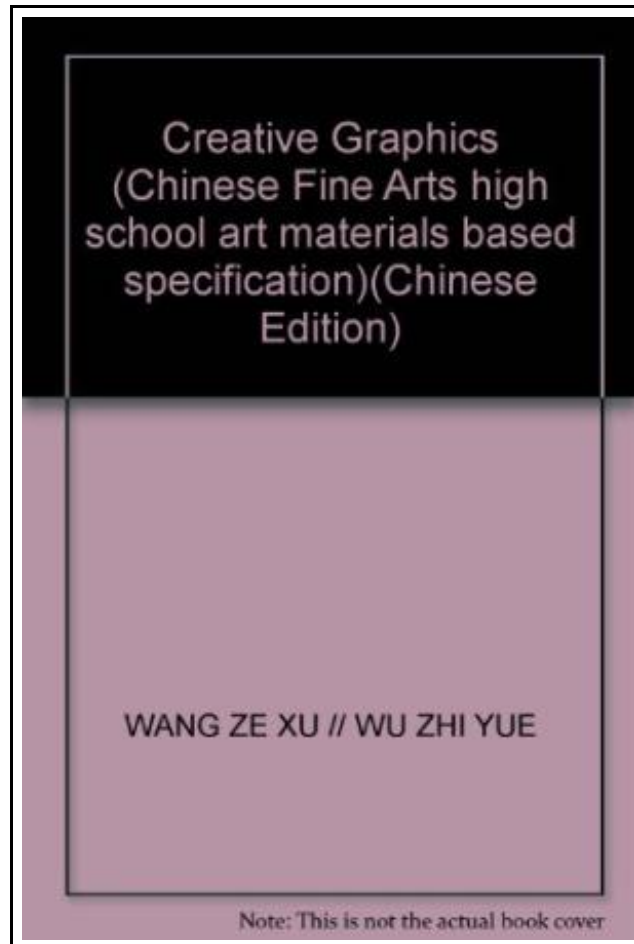 Creative Graphics
(Chinese Fine Arts high
school art materials based
specification)(Chinese
Edition)
WANG ZE XU // WU ZHI YUE
Note: This is not the actual book cover